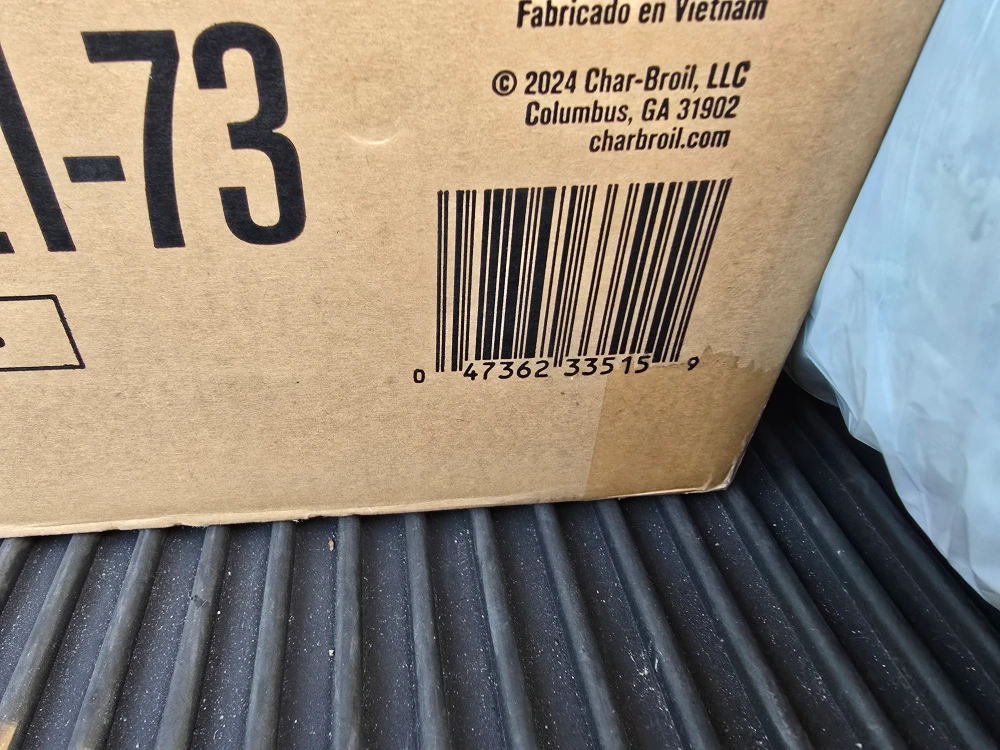 -73
Fabricado en Vietnam
© 2024 Char-Broil, LLC
Columbus, GA 31902
charbroil.com
0 47362 33515 9